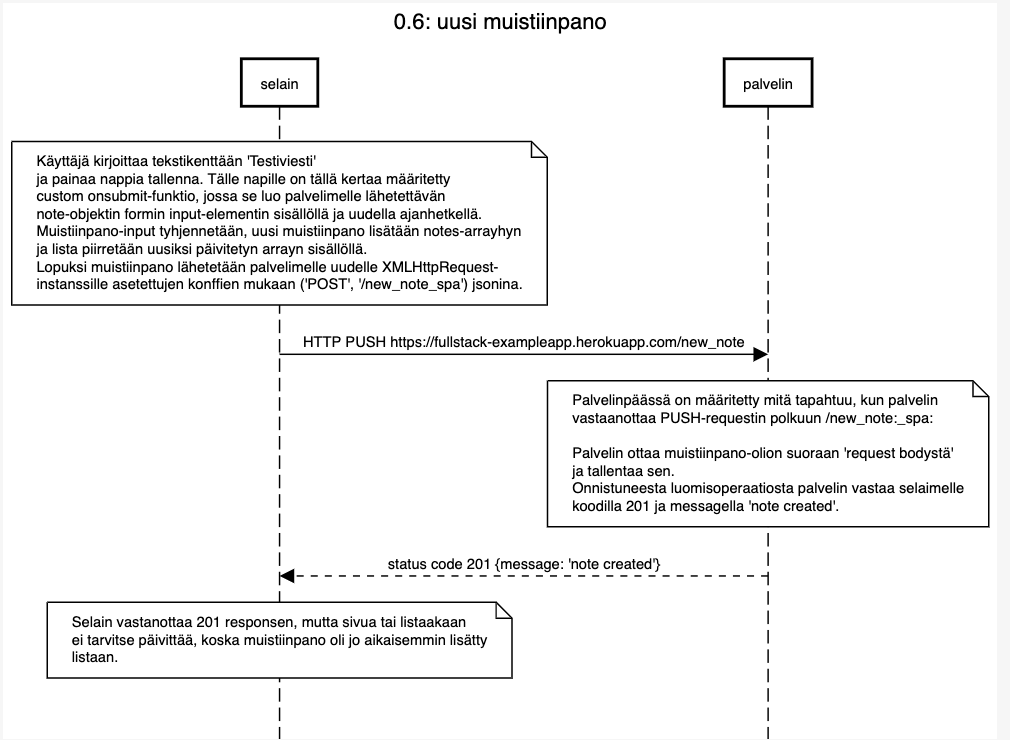 0.6: uusi muistiinpano
selain
palvelin
Käyttäjä kirjoittaa tekstikenttään 'Testiviesti'
ja painaa nappia tallenna. Tälle napille on tällä kertaa määritetty
custom onsubmit-funktio, jossa se luo palvelimelle lähetettävän
note-objektin formin input-elementin sisällöllä ja uudella ajanhetkellä.
Muistiinpano-input tyhjennetään, uusi muistiinpano lisätään notes-arrayhyn
ja lista piirretään uusiksi päivitetyn arrayn sisällöllä.
Lopuksi muistiinpano lähetetään palvelimelle uudelle XMLHttpRequest-
instanssille asetettujen konffien mukaan ('POST', '/new_note_spa') jsonina.
HTTP PUSH https://fullstack-exampleapp.herokuapp.com/new_note
Palvelinpäässä on määritetty mitä tapahtuu, kun palvelin
vastaanottaa PUSH-requestin polkuun /new_note:_spa:
Palvelin ottaa muistiinpano-olion suoraan 'request bodystä'
ja tallentaa sen.
Onnistuneesta luomisoperaatiosta palvelin vastaa selaimelle
koodilla 201 ja messagella 'note created'.
status code 201 {message: 'note created'}
Selain vastanottaa 201 responsen, mutta sivua tai listaakaan
ei tarvitse päivittää, koska muistiinpano oli jo aikaisemmin lisätty
listaan.